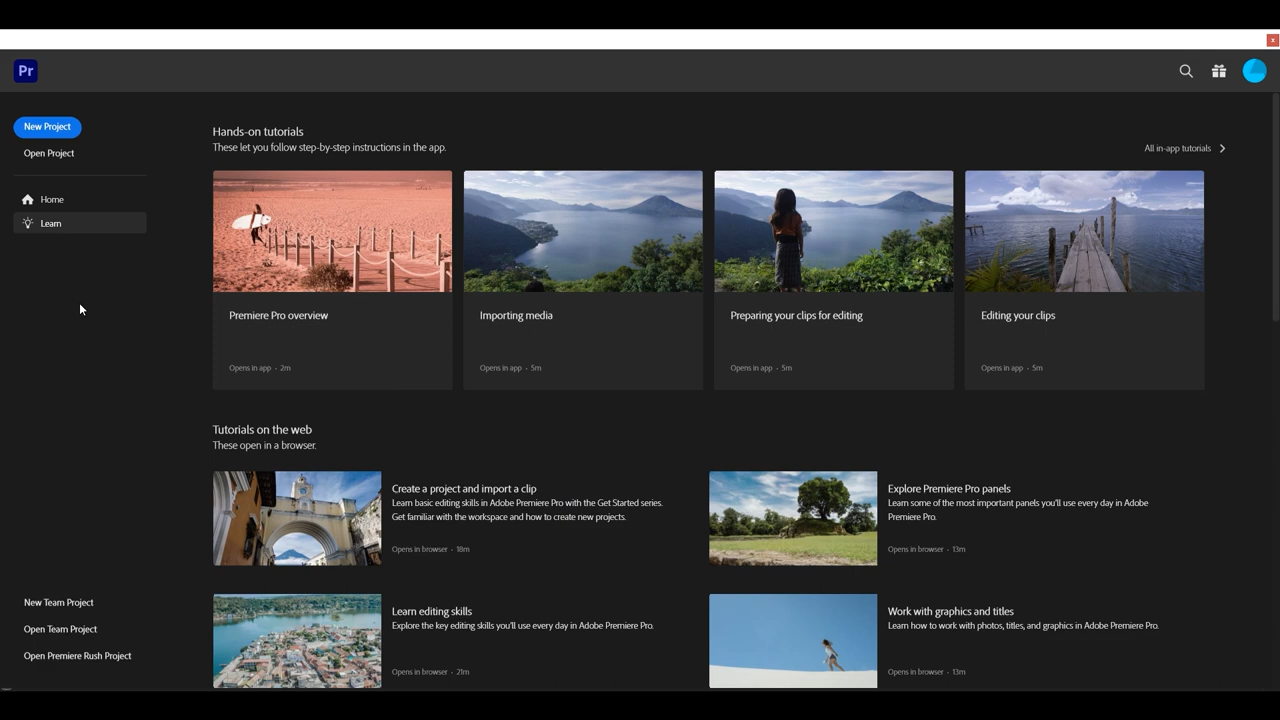 x
Pr
New Project
Open Project
Home
Learn
New Team Project
Open Team Project
Open Premiere Rush Project
Hands-on tutorials
These let you follow step-by-step instructions in the app.
All in-app tutorials
Premiere Pro overview
Opens in app • 2m
Importing media
Opens in app • 5m
Preparing your clips for editing
Opens in app • 5m
Editing your clips
Opens in app • 5m
Tutorials on the web
These open in a browser.
Create a project and import a clip
Learn basic editing skills in Adobe Premiere Pro with the Get Started series.
Get familiar with the workspace and how to create new projects.
Opens in browser • 18m
Explore Premiere Pro panels
Learn some of the most important panels you'll use every day in Adobe
Premiere Pro.
Opens in browser • 13m
Learn editing skills
Explore the key editing skills you'll use every day in Adobe Premiere Pro.
Opens in browser • 21m
Work with graphics and titles
Learn how to work with photos, titles, and graphics in Adobe Premiere Pro.
Opens in browser • 13m